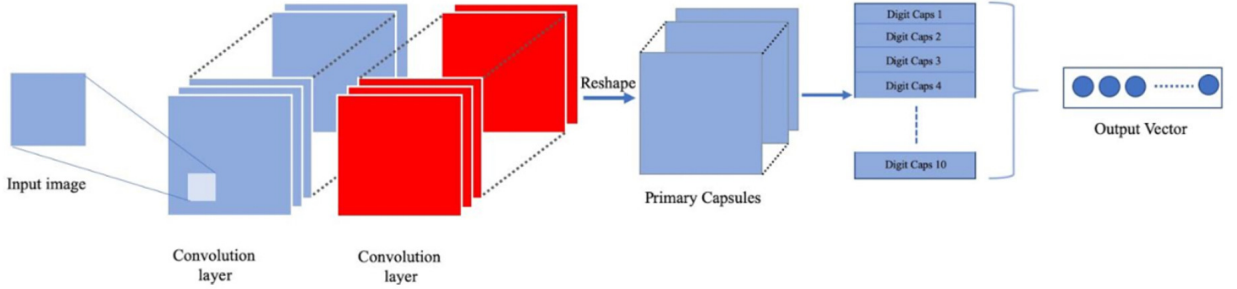 Input image
Convolution
layer
Convolution
layer
Reshape
Primary Capsules
Digit Caps 1
Digit Caps 2
Digit Caps 3
Digit Caps 4
Digit Caps 10
Output Vector